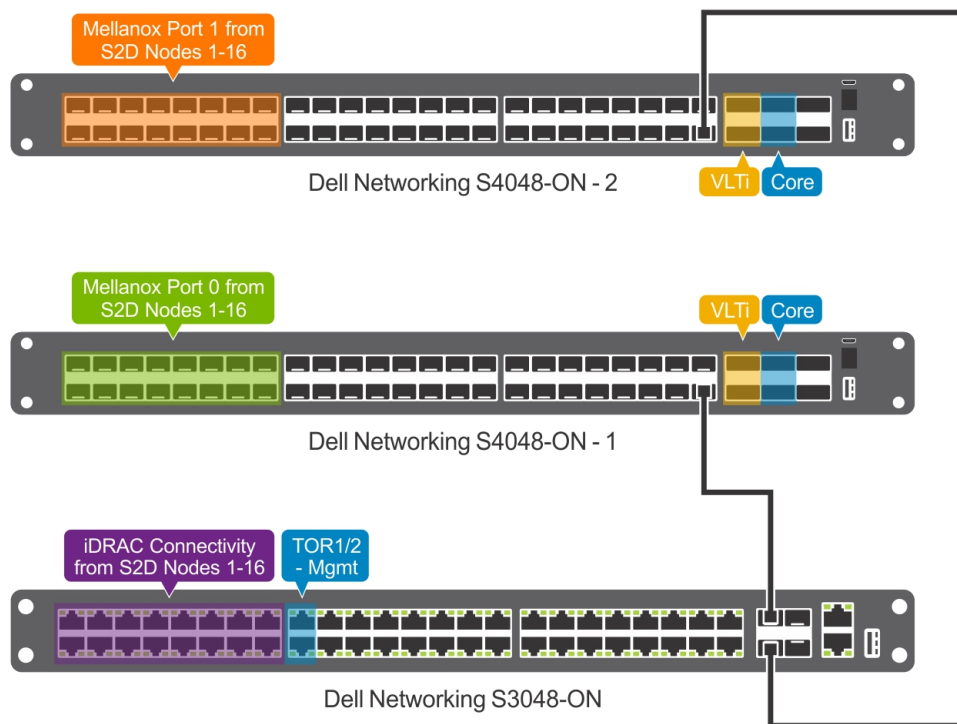 Mellanox Port 1 from
S2D Nodes 1-16
VLTi
Core
Dell Networking S4048-ON - 2
Mellanox Port 0 from
S2D Nodes 1-16
VLTi
Core
Dell Networking S4048-ON - 1
iDRAC Connectivity
from S2D Nodes 1-16
TOR1/2
- Mgmt
Dell Networking S3048-ON